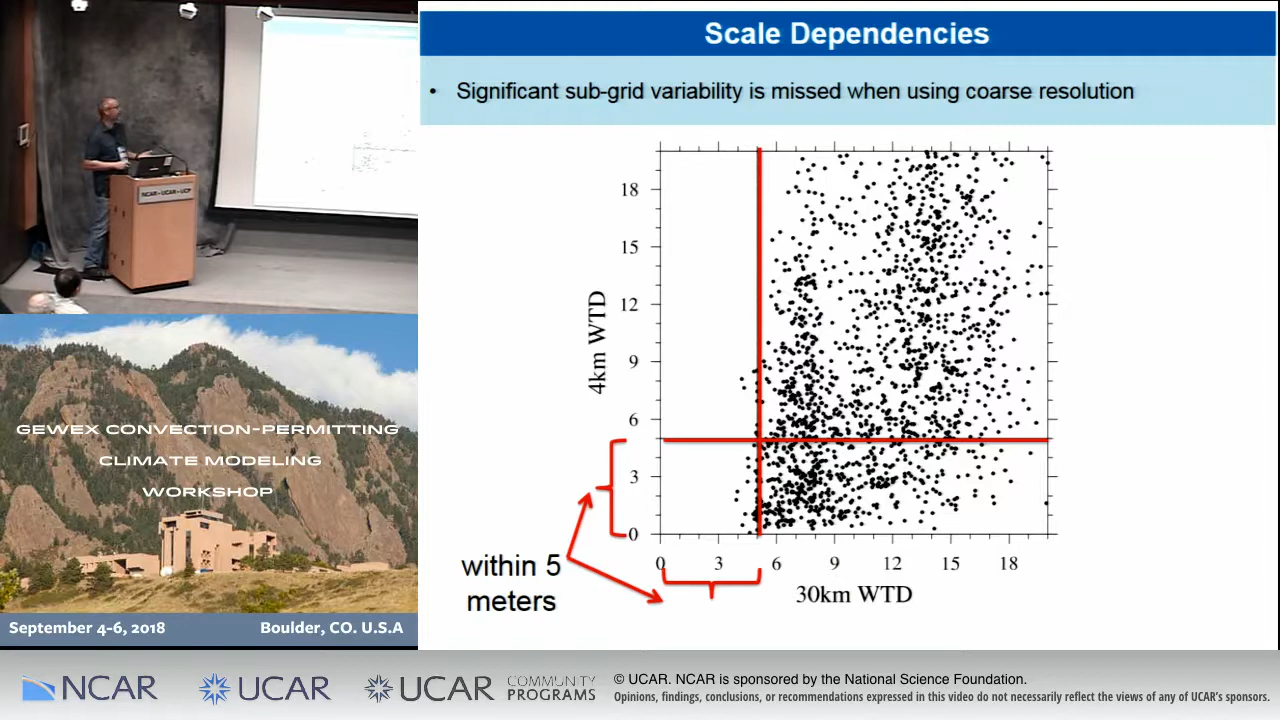 Scale Dependencies
• Significant sub-grid variability is missed when using coarse resolution
NCAR • UCAR • UCP
18
15
12
9
6
3
0
4km WTD
0 3 6 9 12 15 18
30km WTD
within 5
meters
GEWEX CONVECTION-PERMITTING
CLIMATE MODELING
WORKSHOP
September 4-6, 2018 Boulder, CO. U.S.A
NCAR
UCAR
UCAR
COMMUNITY
PROGRAMS
© UCAR. NCAR is sponsored by the National Science Foundation.
Opinions, findings, conclusions, or recommendations expressed in this video do not necessarily reflect the views of any of UCAR's sponsors.